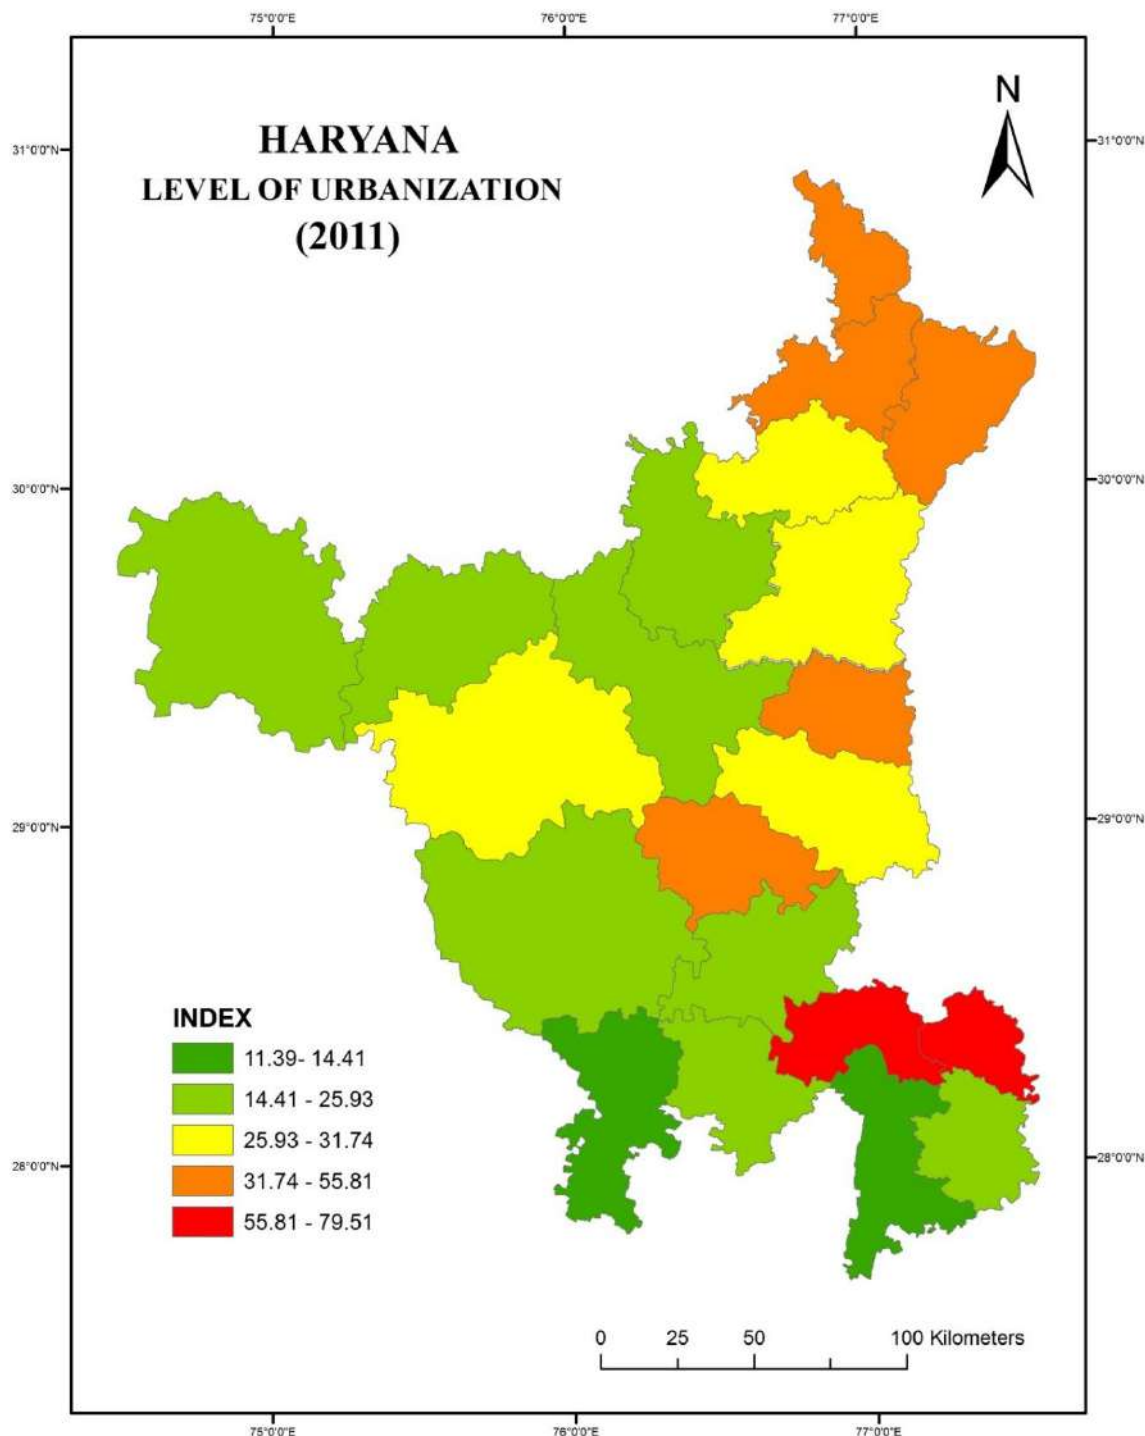 75°0'0"E 76°0'0"E 77°0'0"E
N
31°0'0"N 31°0'0"N
HARYANA
LEVEL OF URBANIZATION
(2011)
30°0'0"N 30°0'0"N
29°0'0"N 29°0'0"N
28°0'0"N 28°0'0"N
INDEX
11.39- 14.41
14.41 - 25.93
25.93 - 31.74
31.74 - 55.81
55.81 - 79.51
0 25 50 100 Kilometers
75°0'0"E 76°0'0"E 77°0'0"E